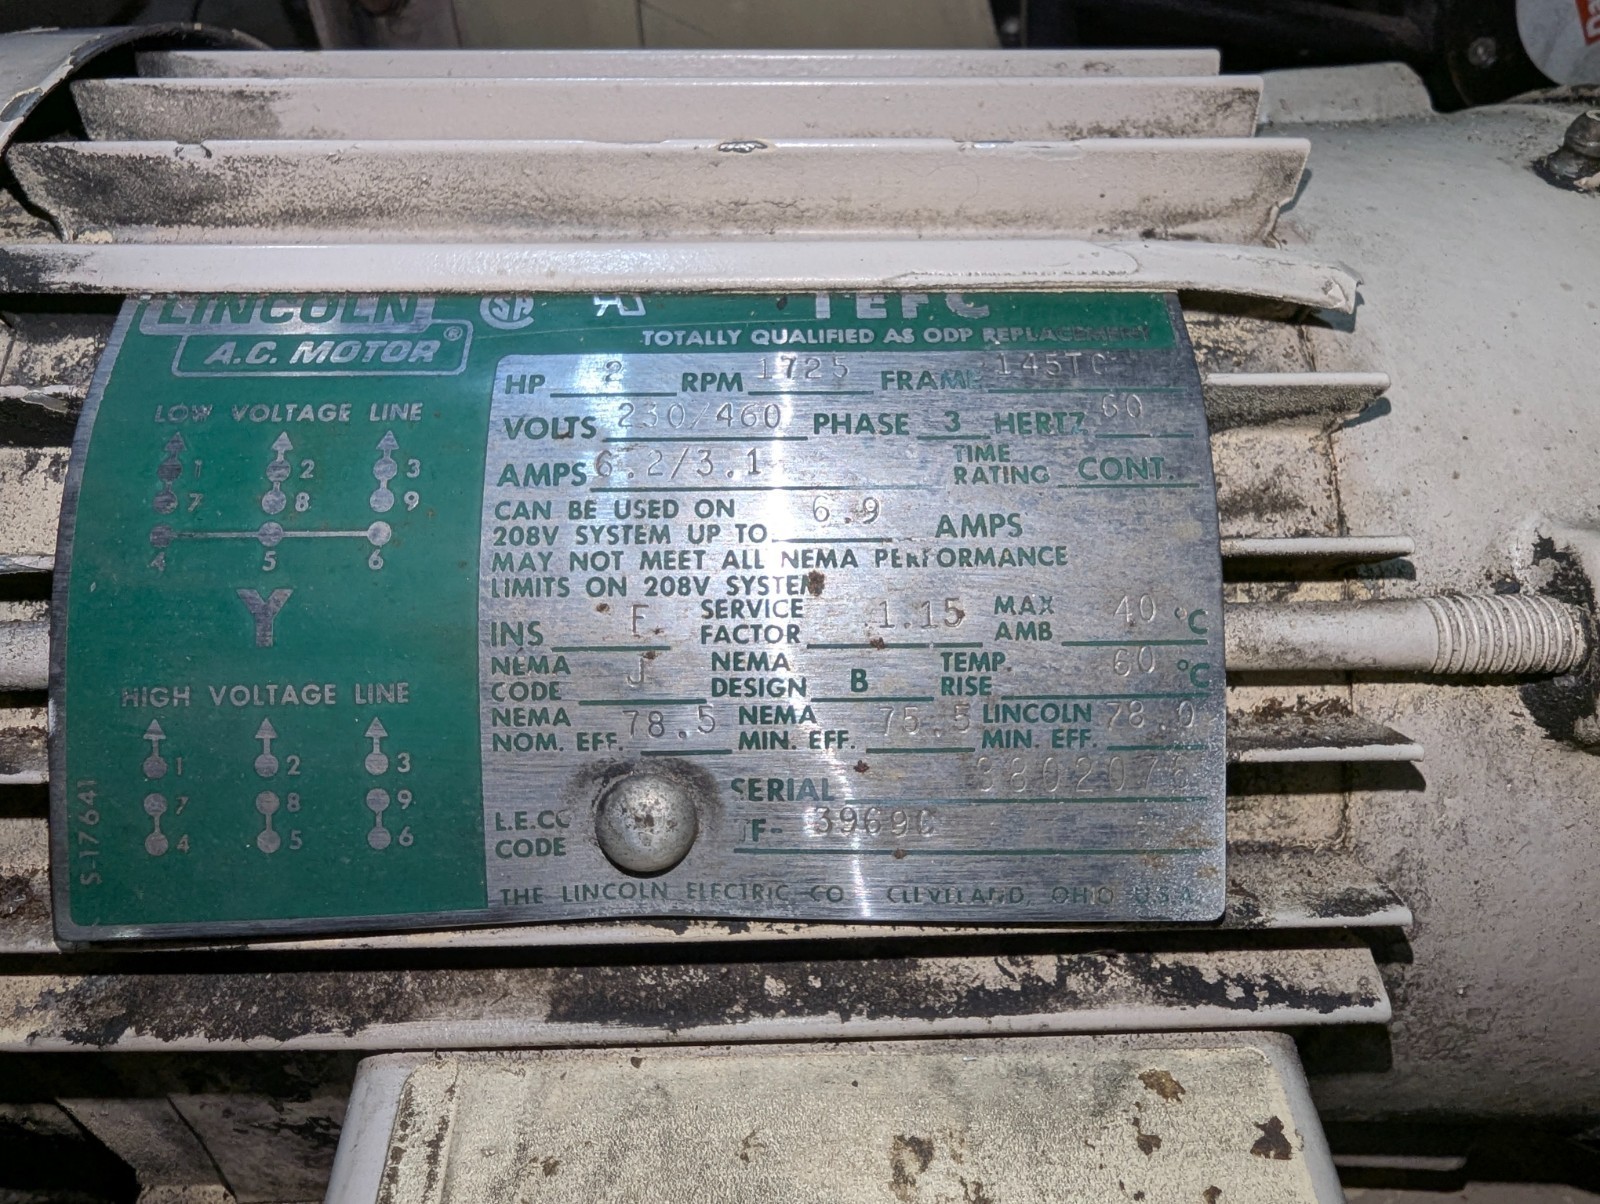 LINCOLN
A.C. MOTOR ®
TEFC
TOTALLY QUALIFIED AS ODP REPLACEMENT
LOW VOLTAGE LINE
1 2 3
7 8 9
4 5 6
Y
HIGH VOLTAGE LINE
1 2 3
7 8 9
4 5 6
S-17641
HP 2 RPM 1725 FRAME 145TC
VOLTS 230/460 PHASE 3 HERTZ 60
AMPS 6.2/3.1 TIME RATING CONT.
CAN BE USED ON
208V SYSTEM UP TO 6.9 AMPS
MAY NOT MEET ALL NEMA PERFORMANCE
LIMITS ON 208V SYSTEM
INS F SERVICE FACTOR 1.15 MAX AMB 40 °C
NEMA CODE J NEMA DESIGN B TEMP. RISE 60 °C
NEMA NOM. EFF. 78.5 NEMA MIN. EFF. 75.5 LINCOLN MIN. EFF. 78.0
SERIAL
L.E.CO CODE
THE LINCOLN ELECTRIC CO CLEVELAND, OHIO U.S.A.